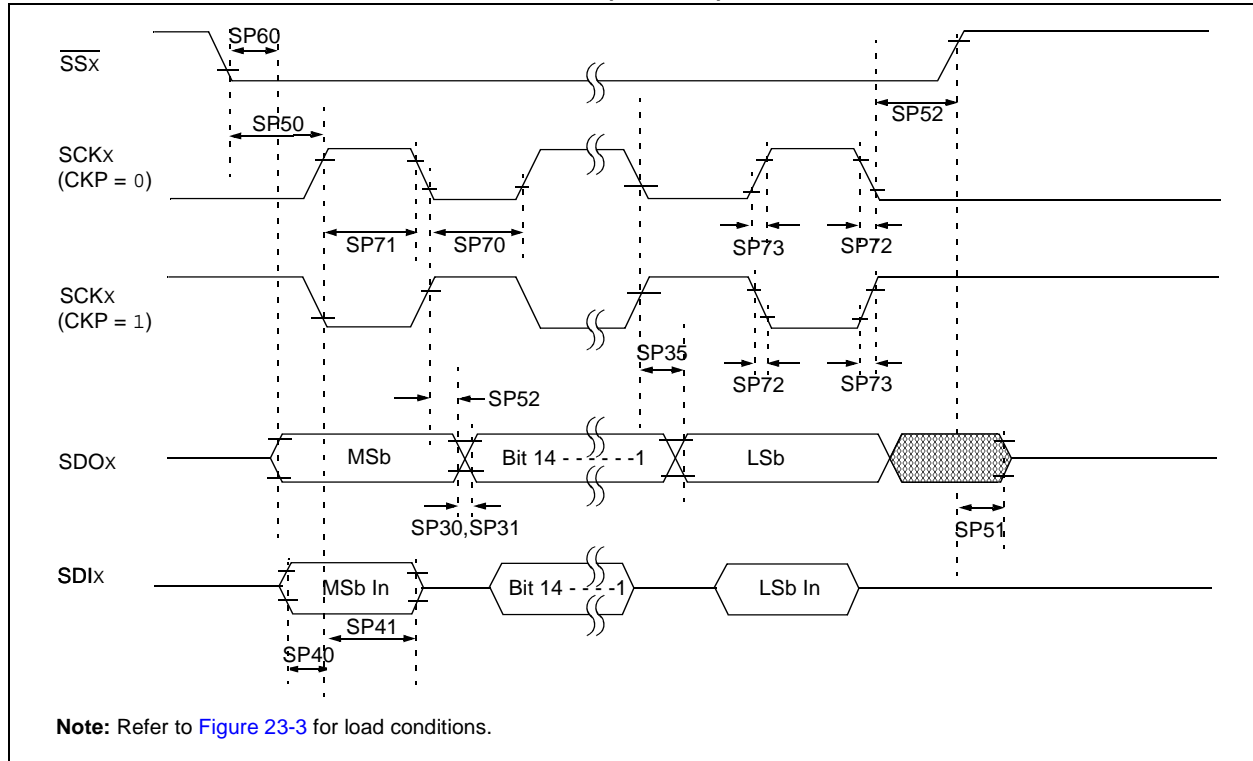 SP60
SSX
SP50
SP52
SCKX
(CKP = 0)
SP71
SP70
SP73
SP72
SCKX
(CKP = 1)
SP35
SP72
SP73
SP52
SDOX
MSb
Bit 14 - - - - - -1
LSb
SP30,SP31
SP51
SDIX
MSb In
Bit 14 - - - -1
LSb In
SP41
SP40
Note: Refer to Figure 23-3 for load conditions.